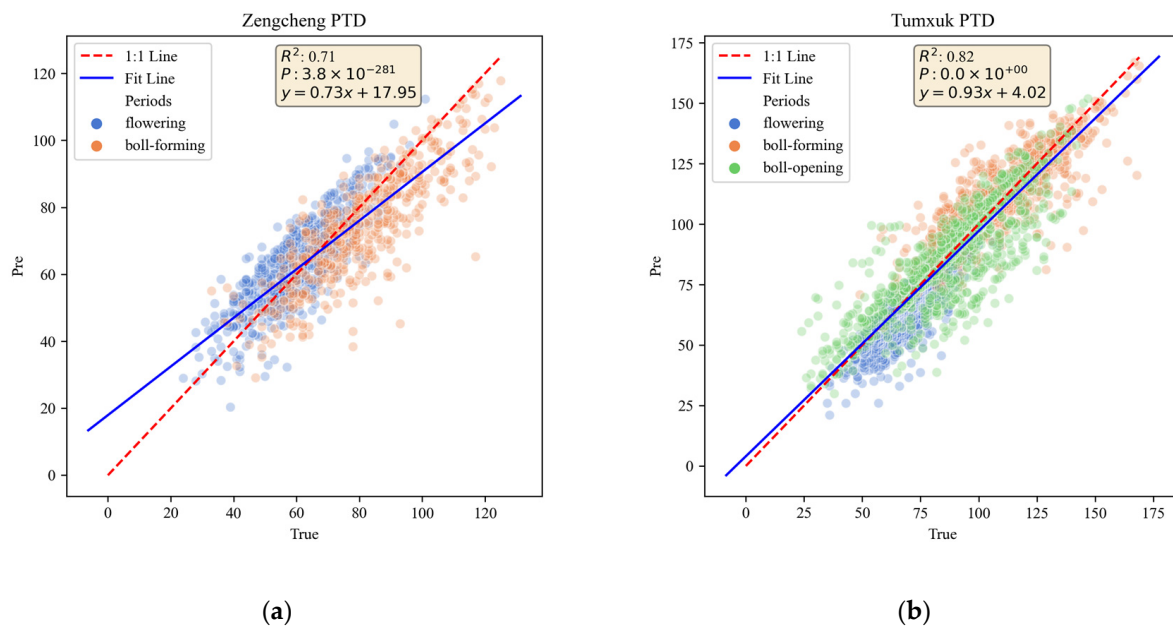 Zengcheng PTD
1:1 Line
Fit Line
Periods
flowering
boll-forming
R²: 0.71
P : 3.8 × 10⁻²⁸¹
y = 0.73x + 17.95
120
100
80
60
40
20
0
Pre
0 20 40 60 80 100 120
True
(a)
Tumxuk PTD
1:1 Line
Fit Line
Periods
flowering
boll-forming
boll-opening
R²: 0.82
P : 0.0 × 10⁺⁰⁰
y = 0.93x + 4.02
175
150
125
100
75
50
25
0
Pre
0 25 50 75 100 125 150 175
True
(b)